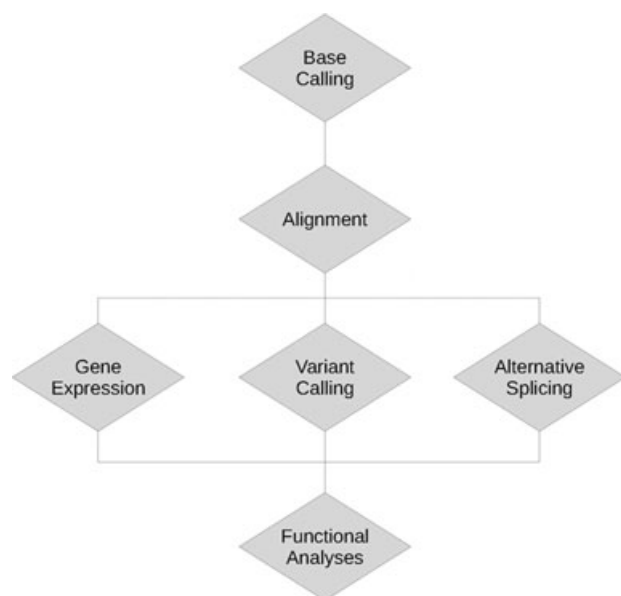 Base
Calling
Alignment
Gene
Expression
Variant
Calling
Alternative
Splicing
Functional
Analyses